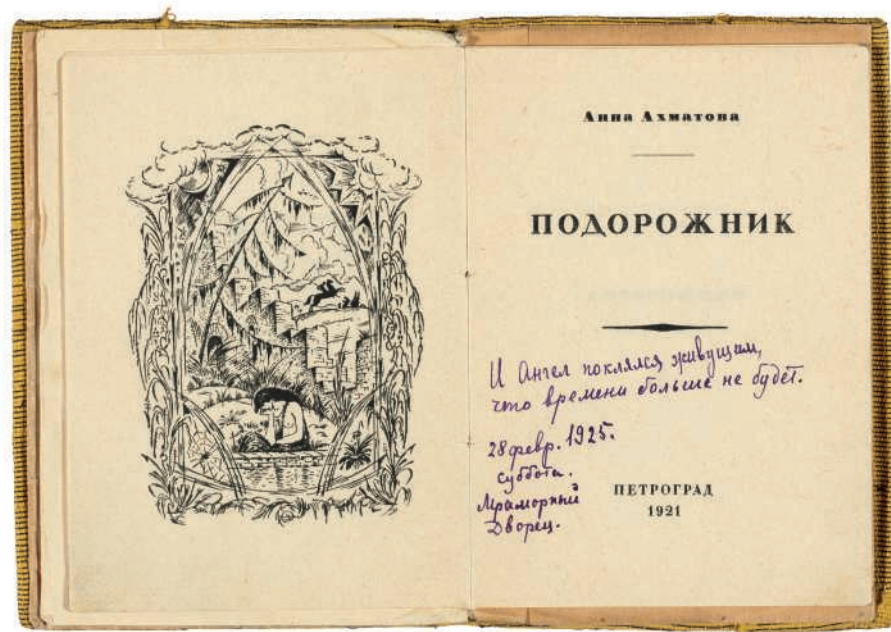 Анна Ахматова
ПОДОРОЖНИК
И Ангел поклялся живущим,
что времени больше не будет.
28 февр. 1925.
суббота.
Мраморный
Дворец.
ПЕТРОГРАД
1921